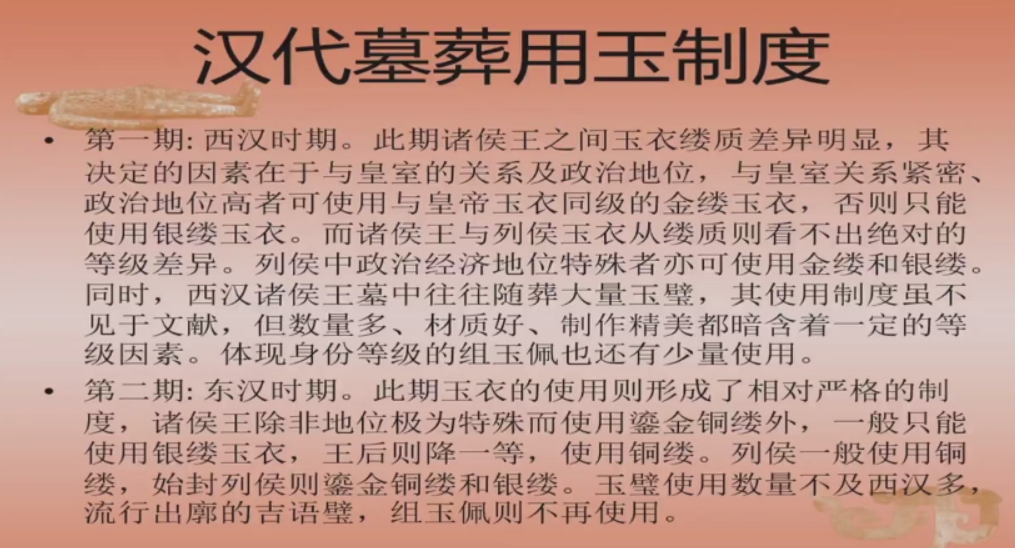 汉代墓葬用玉制度
• 第一期: 西汉时期。此期诸侯王之间玉衣缕质差异明显，其
决定的因素在于与皇室的关系及政治地位，与皇室关系紧密、
政治地位高者可使用与皇帝玉衣同级的金缕玉衣，否则只能
使用银缕玉衣。而诸侯王与列侯玉衣从缕质则看不出绝对的
等级差异。列侯中政治经济地位特殊者亦可使用金缕和银缕。
同时，西汉诸侯王墓中往往随葬大量玉璧，其使用制度虽不
见于文献，但数量多、材质好、制作精美都暗含着一定的等
级因素。体现身份等级的组玉佩也还有少量使用。
• 第二期: 东汉时期。此期玉衣的使用则形成了相对严格的制
度，诸侯王除非地位极为特殊而使用鎏金铜缕外，一般只能
使用银缕玉衣，王后则降一等，使用铜缕。列侯一般使用铜
缕，始封列侯则鎏金铜缕和银缕。玉璧使用数量不及西汉多，
流行出廓的吉语璧，组玉佩则不再使用。